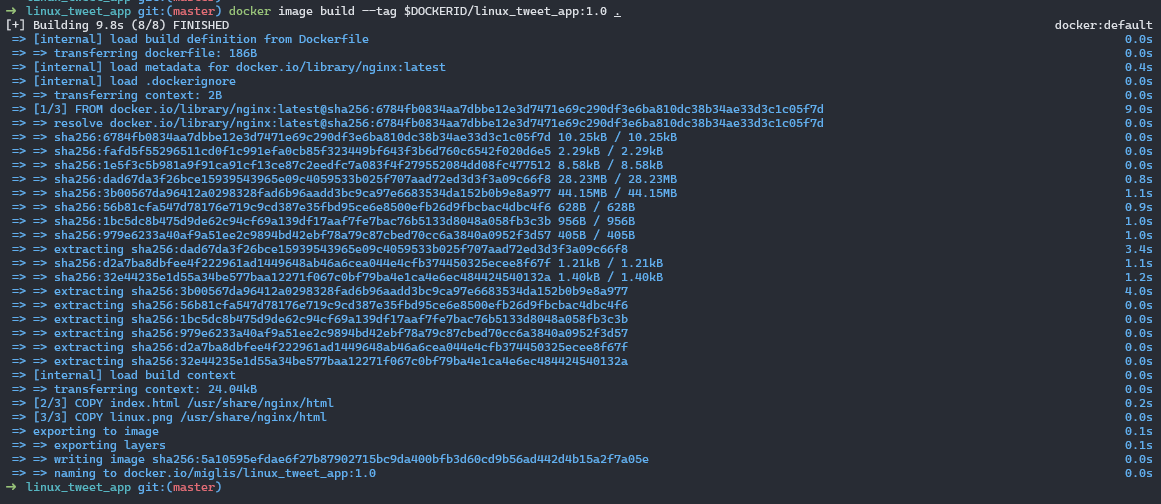 → linux_tweet_app git:(master) docker image build --tag $DOCKERID/linux_tweet_app:1.0 .
[+] Building 9.8s (8/8) FINISHED docker:default
=> [internal] load build definition from Dockerfile 0.0s
=> => transferring dockerfile: 186B 0.0s
=> [internal] load metadata for docker.io/library/nginx:latest 0.4s
=> [internal] load .dockerignore 0.0s
=> => transferring context: 2B 0.0s
=> [1/3] FROM docker.io/library/nginx:latest@sha256:6784fb0834aa7dbbe12e3d7471e69c290df3e6ba810dc38b34ae33d3c1c05f7d 9.0s
=> => resolve docker.io/library/nginx:latest@sha256:6784fb0834aa7dbbe12e3d7471e69c290df3e6ba810dc38b34ae33d3c1c05f7d 0.0s
=> => sha256:6784fb0834aa7dbbe12e3d7471e69c290df3e6ba810dc38b34ae33d3c1c05f7d 10.25kB / 10.25kB 0.0s
=> => sha256:fafd5f55296511cd0f1c991efa0cb85f323449bf643f3b6d760c6542f020d6e5 2.29kB / 2.29kB 0.0s
=> => sha256:1e5f3c5b981a9f91ca91cf13ce87c2eedfc7a083f4f279552084dd08fc477512 8.58kB / 8.58kB 0.0s
=> => sha256:dad67da3f26bce15939543965e09c4059533b025f707aad72ed3d3f3a09c66f8 28.23MB / 28.23MB 0.8s
=> => sha256:3b00567da96412a0298328fad6b96aadd3bc9ca97e6683534da152b0b9e8a977 44.15MB / 44.15MB 1.1s
=> => sha256:56b81cfa547d78176e719c9cd387e35fbd95ce6e8500efb26d9fbcbac4dbc4f6 628B / 628B 0.9s
=> => sha256:1bc5dc8b475d9de62c94cf69a139df17aaf7fe7bac76b5133d8048a058fb3c3b 956B / 956B 1.0s
=> => sha256:979e6233a40af9a51ee2c9894bd42ebf78a79c87cbed70cc6a3840a0952f3d57 405B / 405B 1.0s
=> => extracting sha256:dad67da3f26bce15939543965e09c4059533b025f707aad72ed3d3f3a09c66f8 3.4s
=> => sha256:d2a7ba8dbfee4f222961ad1449648ab46a6cea044e4cfb374450325ecee8f67f 1.21kB / 1.21kB 1.1s
=> => sha256:32e44235e1d55a34be577baa12271f067c0bf79ba4e1ca4e6ec484424540132a 1.40kB / 1.40kB 1.2s
=> => extracting sha256:3b00567da96412a0298328fad6b96aadd3bc9ca97e6683534da152b0b9e8a977 4.0s
=> => extracting sha256:56b81cfa547d78176e719c9cd387e35fbd95ce6e8500efb26d9fbcbac4dbc4f6 0.0s
=> => extracting sha256:1bc5dc8b475d9de62c94cf69a139df17aaf7fe7bac76b5133d8048a058fb3c3b 0.0s
=> => extracting sha256:979e6233a40af9a51ee2c9894bd42ebf78a79c87cbed70cc6a3840a0952f3d57 0.0s
=> => extracting sha256:d2a7ba8dbfee4f222961ad1449648ab46a6cea044e4cfb374450325ecee8f67f 0.0s
=> => extracting sha256:32e44235e1d55a34be577baa12271f067c0bf79ba4e1ca4e6ec484424540132a 0.0s
=> [internal] load build context 0.0s
=> => transferring context: 24.04kB 0.0s
=> [2/3] COPY index.html /usr/share/nginx/html 0.2s
=> [3/3] COPY linux.png /usr/share/nginx/html 0.0s
=> exporting to image 0.1s
=> => exporting layers 0.1s
=> => writing image sha256:5a10595efdae6f27b87902715bc9da400bfb3d60cd9b56ad442d4b15a2f7a05e 0.0s
=> => naming to docker.io/miglis/linux_tweet_app:1.0 0.0s
→ linux_tweet_app git:(master)